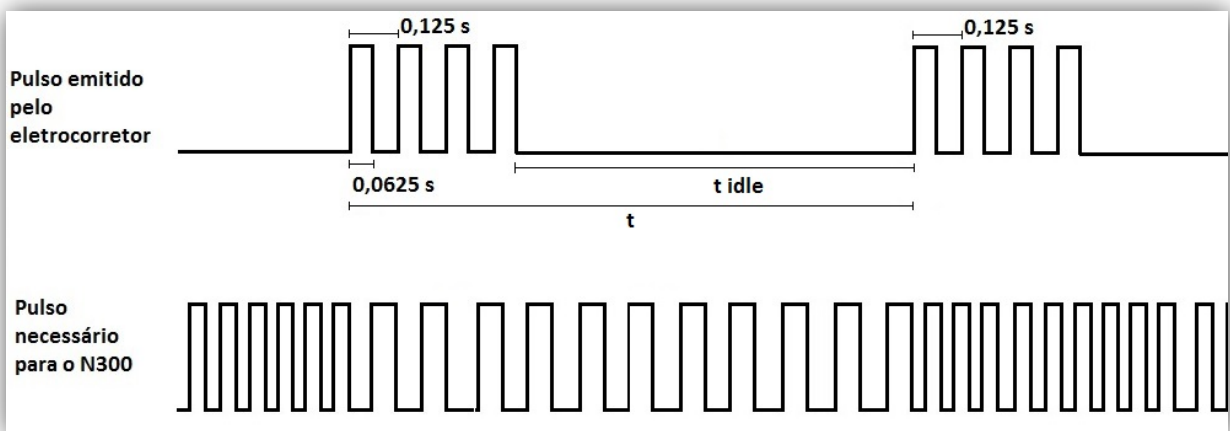 0,125 s
0,125 s
Pulso emitido
pelo
eletrocorretor
0,0625 s
t idle
t
Pulso
necessário
para o N300